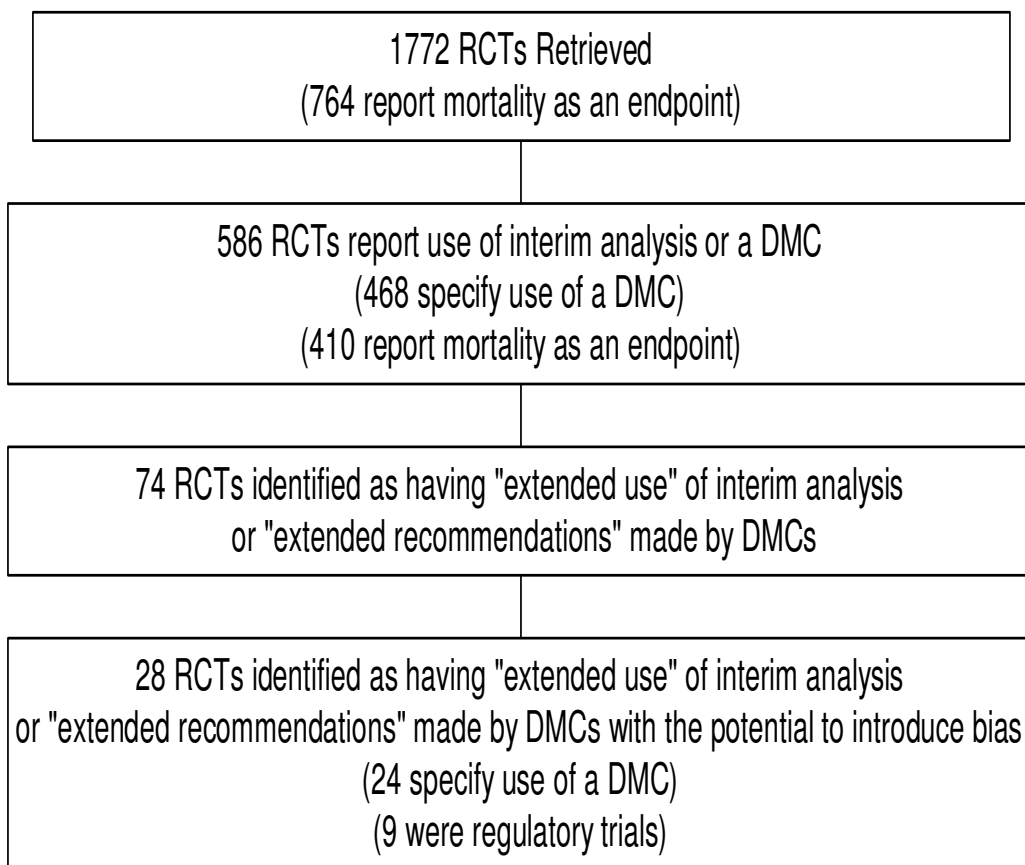 1772 RCTs Retrieved
(764 report mortality as an endpoint)
586 RCTs report use of interim analysis or a DMC
(468 specify use of a DMC)
(410 report mortality as an endpoint)
74 RCTs identified as having "extended use" of interim analysis
or "extended recommendations" made by DMCs
28 RCTs identified as having "extended use" of interim analysis
or "extended recommendations" made by DMCs with the potential to introduce bias
(24 specify use of a DMC)
(9 were regulatory trials)